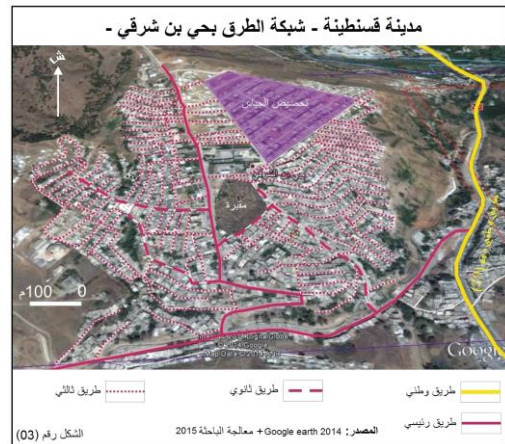 مدينة قسنطينة - شبكة الطرق بحي بن شرقي -
ش
تحصيص الحباس
مقبرة
100م 0
Google
طريق وطني
طريق ثانوي
طريق ثالثي
طريق رئيسي
المصدر: Google earth 2014 + معالجة الباحثة 2015
الشكل رقم (03)